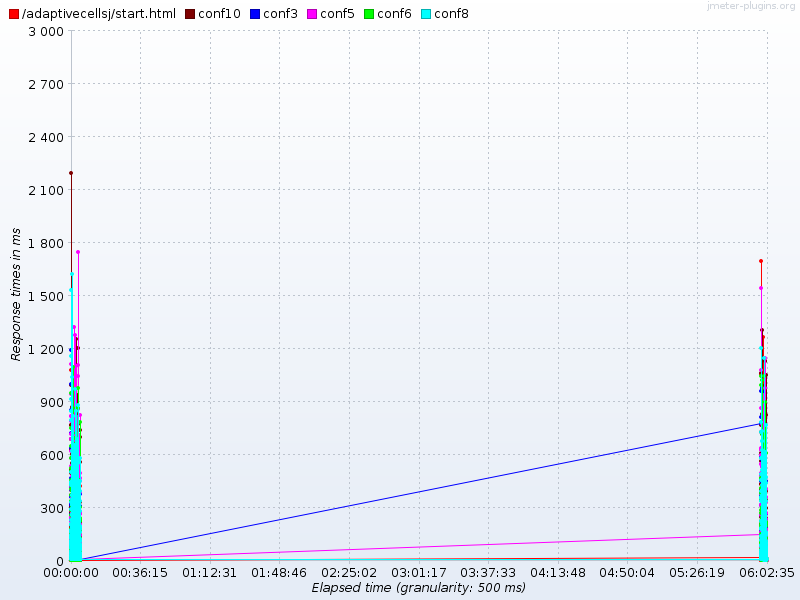 jmeter-plugins.org
/adaptivecellsj/start.html conf10 conf3 conf5 conf6 conf8
3 000
2 700
2 400
2 100
1 800
1 500
1 200
900
600
300
0
Response times in ms
00:00:00 00:36:15 01:12:31 01:48:46 02:25:02 03:01:17 03:37:33 04:13:48 04:50:04 05:26:19 06:02:35
Elapsed time (granularity: 500 ms)